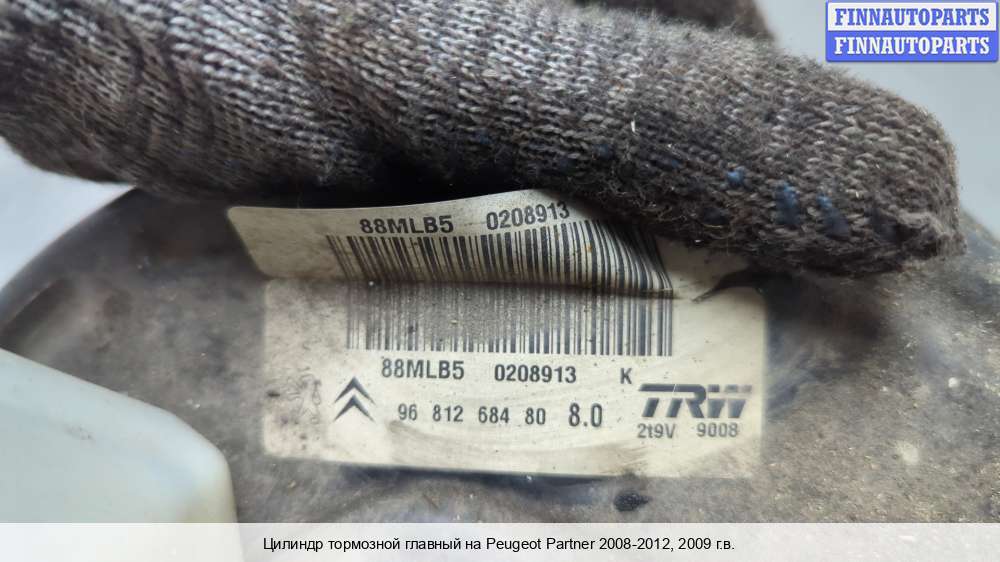 FINNAUTOPARTS
FINNAUTOPARTS
88MLB5 0208913
88MLB5 0208913 K
96 812 684 80 8.0 TRW
2t9V 9008
Цилиндр тормозной главный на Peugeot Partner 2008-2012, 2009 г.в.